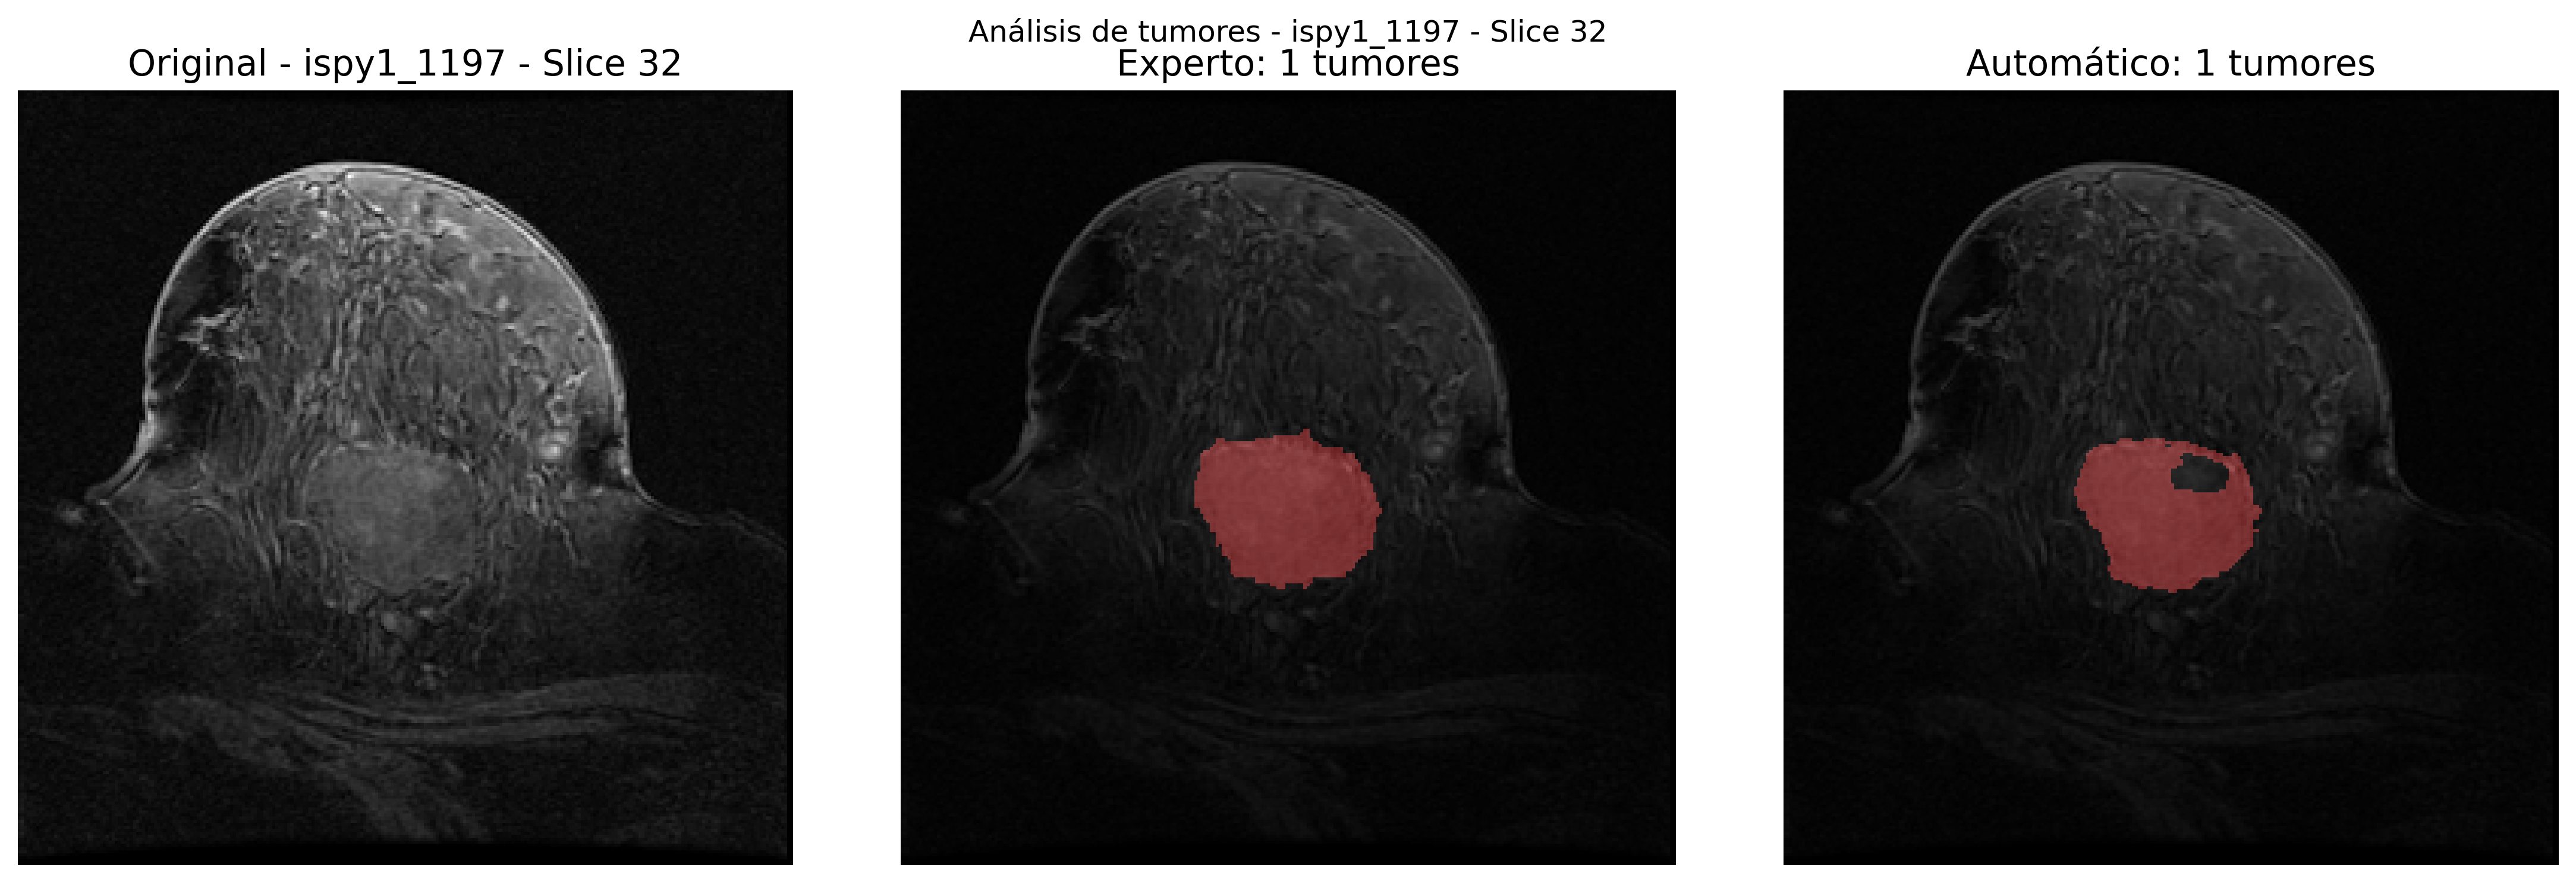 Análisis de tumores - ispy1_1197 - Slice 32
Original - ispy1_1197 - Slice 32
Experto: 1 tumores
Automático: 1 tumores